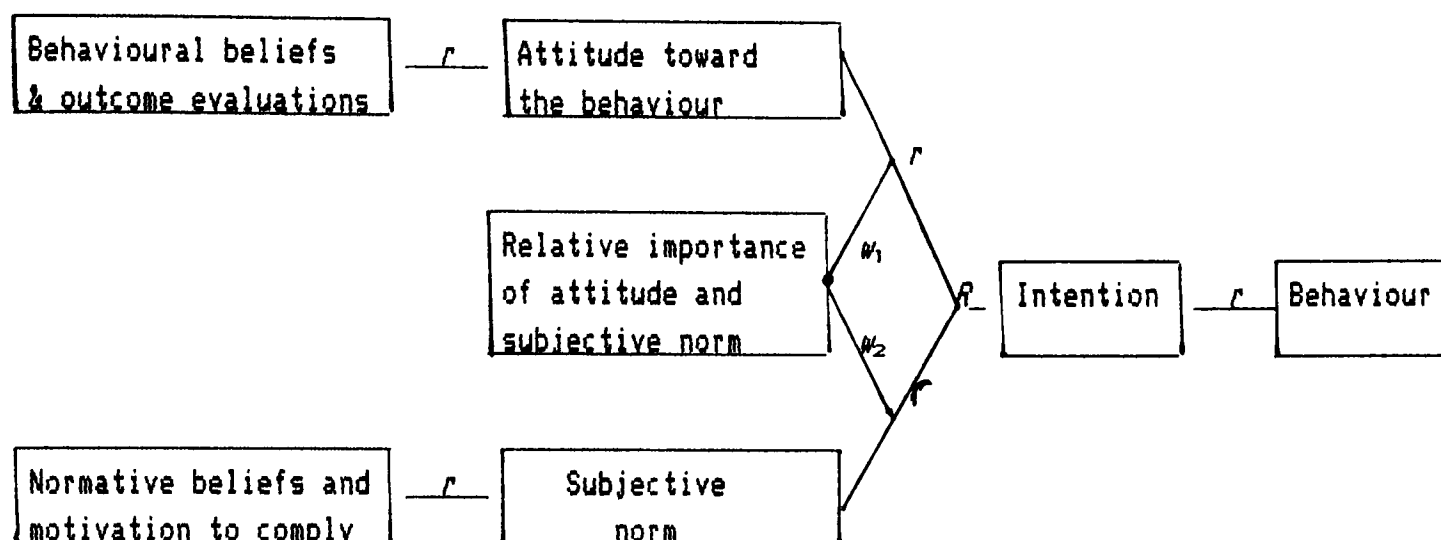 Behavioural beliefs
& outcome evaluations
r
Attitude toward
the behaviour
r
Relative importance
of attitude and
subjective norm
w₁
w₂
R
Intention
r
Behaviour
r
Normative beliefs and
motivation to comply
r
Subjective
norm